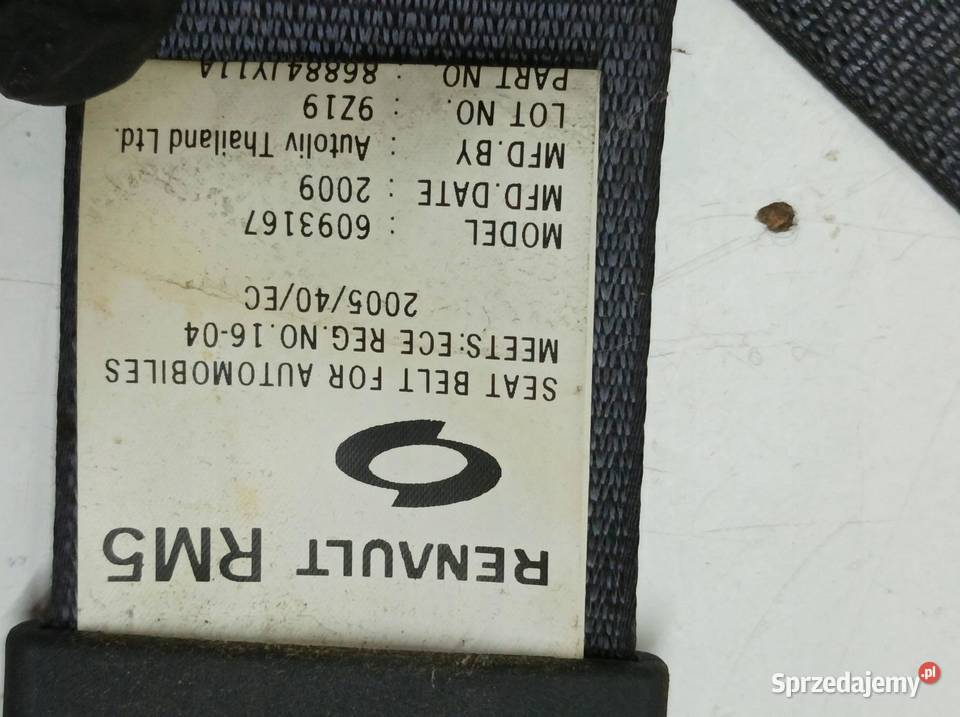 RENAULT RM5
SEAT BELT FOR AUTOMOBILES
MEETS:ECE REG.NO.16-04
2005/40/EC
MODEL : 6093167
MFD.DATE : 2009
MFD.BY : Autoliv Thailand Ltd.
LOT NO. : 9Z19
PART NO. : 86884JY11A
Sprzedajemy.pl